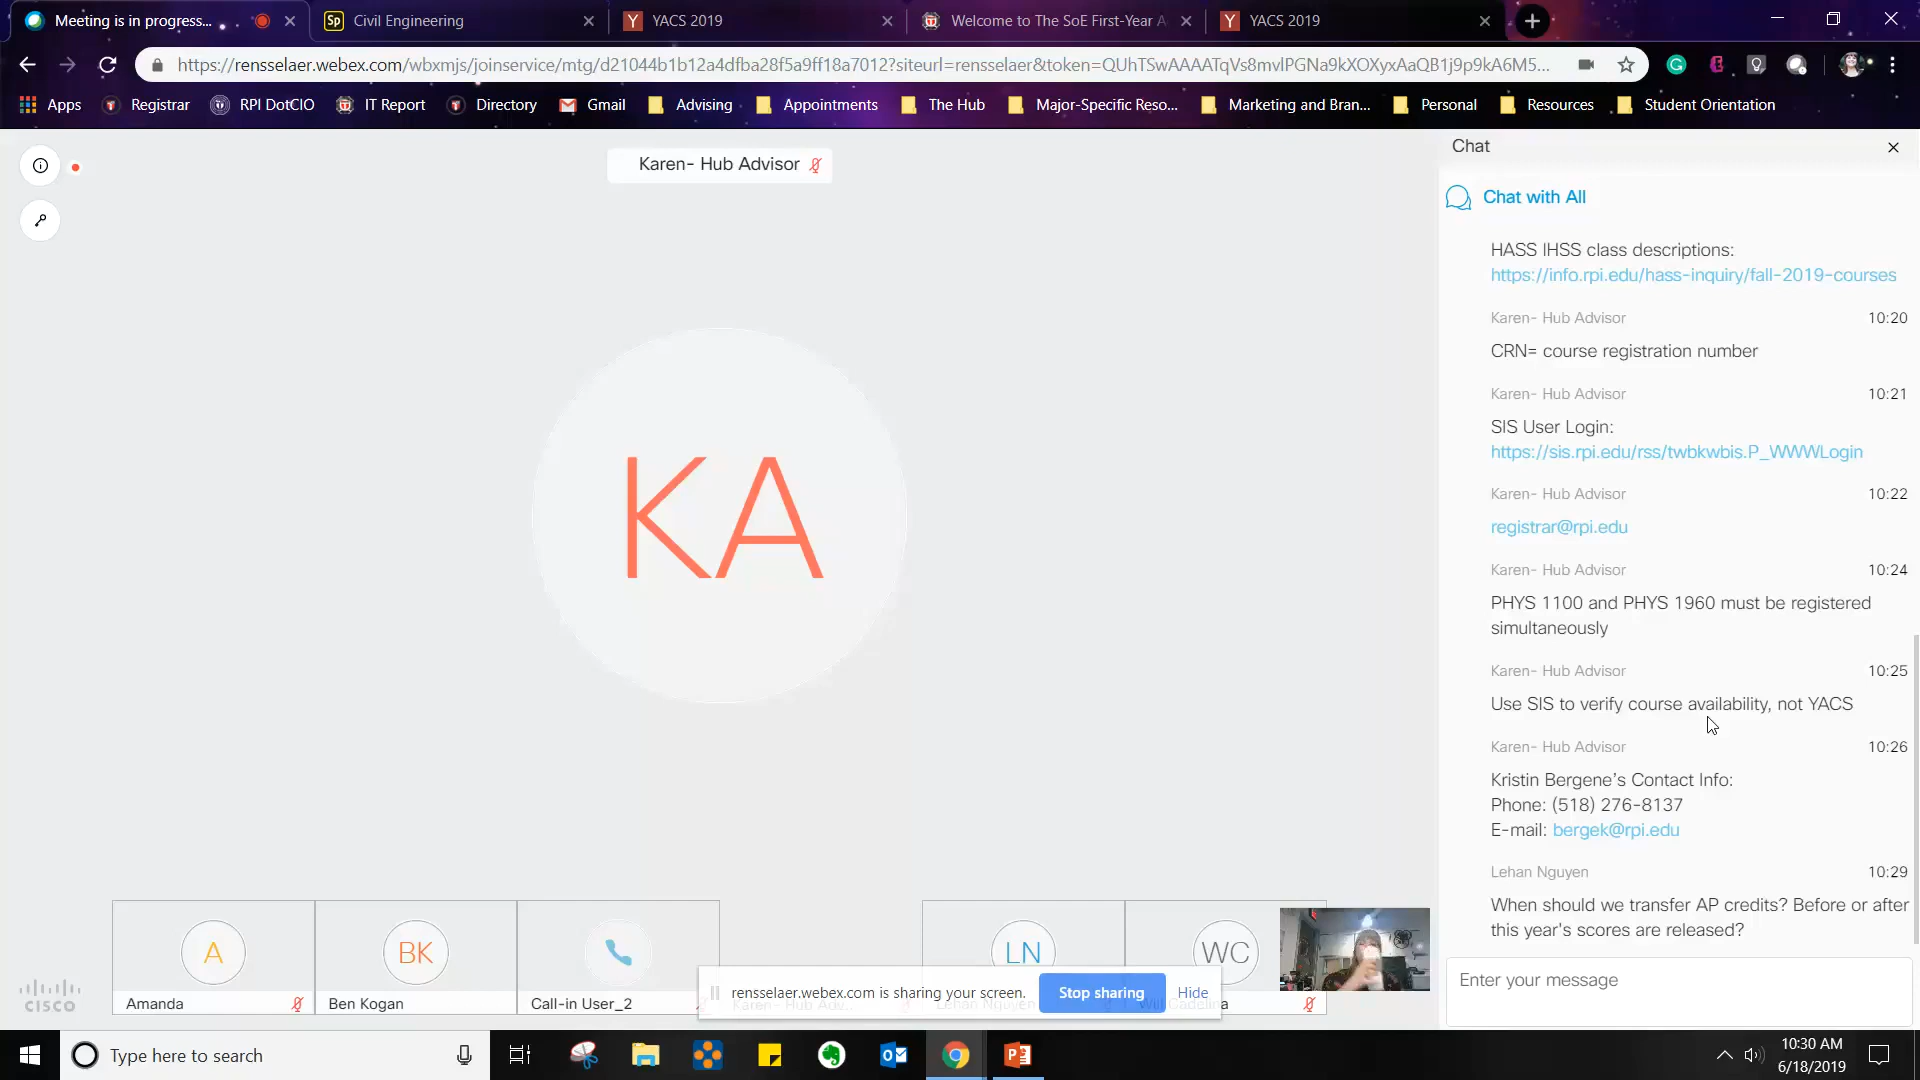 Meeting is in progress...
Sp Civil Engineering
Y YACS 2019
Welcome to The SoE First-Year A
Y YACS 2019
https://rensselaer.webex.com/wbxmjs/joinservice/mtg/d21044b1b12a4dfba28f5a9ff18a7012?siteurl=rensselaer&token=QUhTSwAAAATqVs8mvlPGNa9kXOXyxAaQB1j9p9kA6M5...
Apps Registrar RPI DotCIO IT Report Directory Gmail Advising Appointments The Hub Major-Specific Reso... Marketing and Bran... Personal Resources Student Orientation
Karen- Hub Advisor
KA
Chat
Chat with All
HASS IHSS class descriptions:
https://info.rpi.edu/hass-inquiry/fall-2019-courses
Karen- Hub Advisor 10:20
CRN= course registration number
Karen- Hub Advisor 10:21
SIS User Login:
https://sis.rpi.edu/rss/twbkwbis.P_WWWLogin
Karen- Hub Advisor 10:22
registrar@rpi.edu
Karen- Hub Advisor 10:24
PHYS 1100 and PHYS 1960 must be registered
simultaneously
Karen- Hub Advisor 10:25
Use SIS to verify course availability, not YACS
Karen- Hub Advisor 10:26
Kristin Bergene's Contact Info:
Phone: (518) 276-8137
E-mail: bergek@rpi.edu
Lehan Nguyen 10:29
When should we transfer AP credits? Before or after
this year's scores are released?
Enter your message
A
Amanda
BK
Ben Kogan
Call-in User_2
LN
WC
rensselaer.webex.com is sharing your screen. Stop sharing Hide
CISCO
Type here to search
10:30 AM
6/18/2019